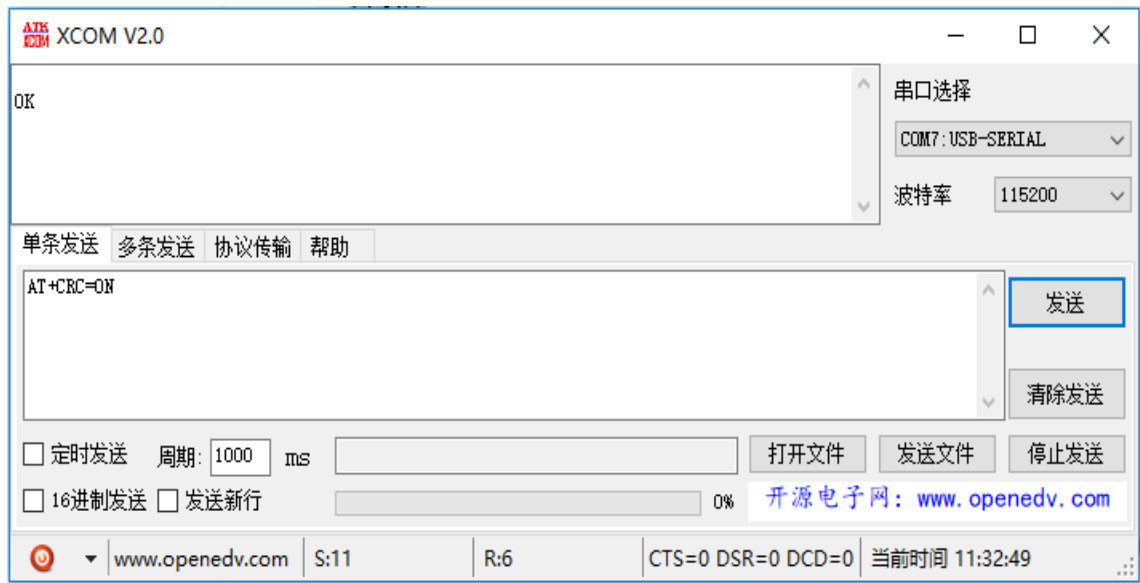 ATK XCOM XCOM V2.0
OK
串口选择
COM7:USB-SERIAL
波特率 115200
单条发送 多条发送 协议传输 帮助
AT+CRC=ON
发送
清除发送
定时发送 周期: 1000 ms 打开文件 发送文件 停止发送
16进制发送 发送新行 0% 开源电子网：www.openedv.com
www.openedv.com S:11 R:6 CTS=0 DSR=0 DCD=0 当前时间 11:32:49